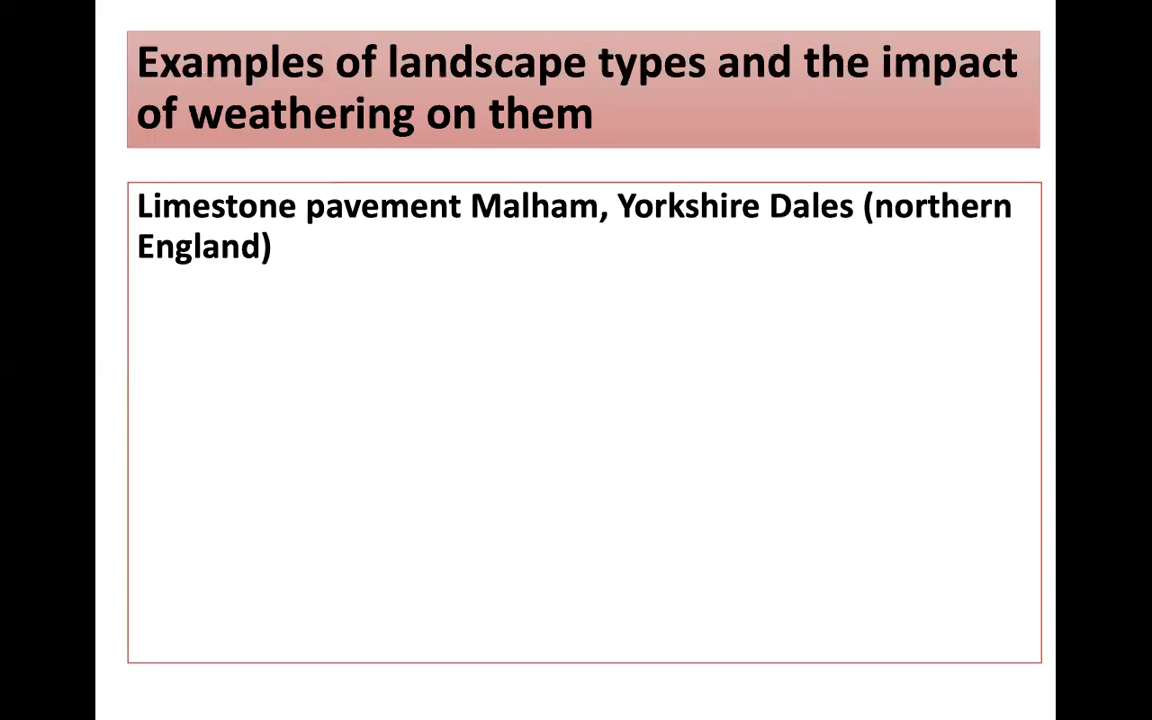 Examples of landscape types and the impact
of weathering on them
Limestone pavement Malham, Yorkshire Dales (northern
England)